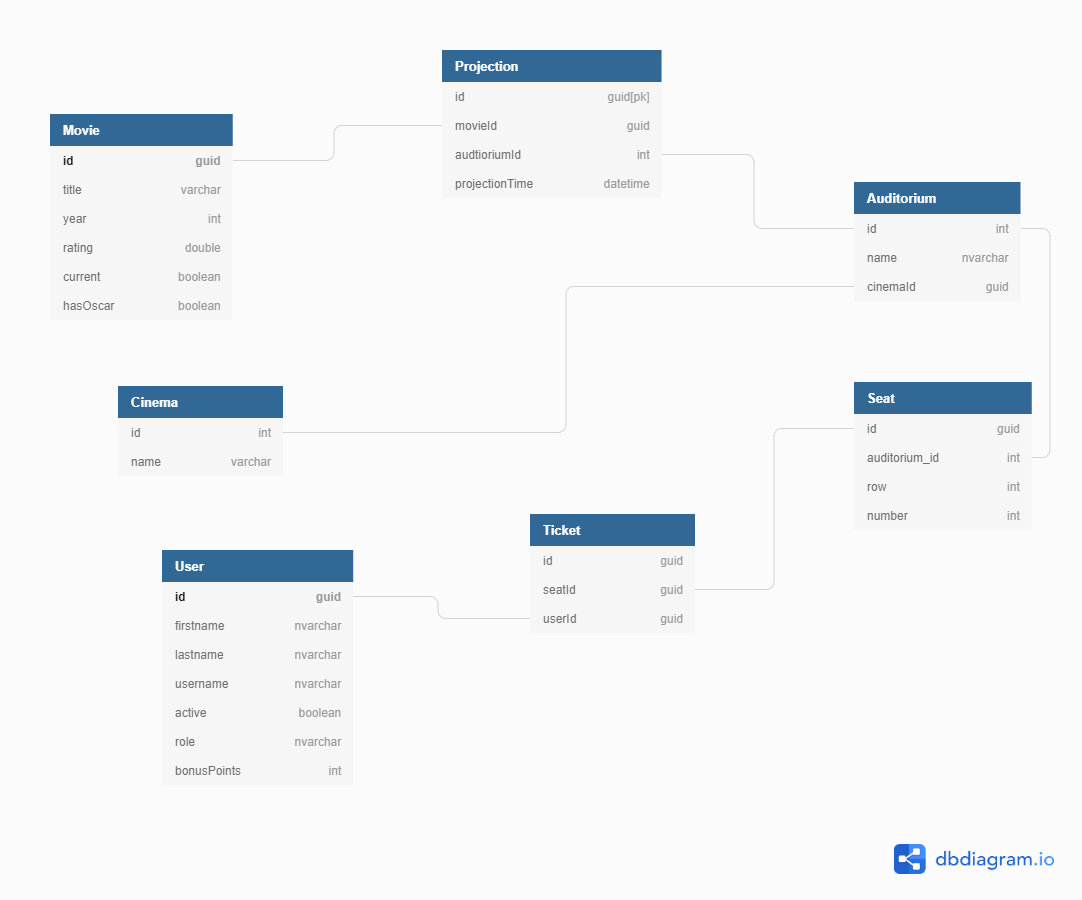 Projection
id guid[pk]
movieId guid
audtioriumId int
projectionTime datetime
Movie
id guid
title varchar
year int
rating double
current boolean
hasOscar boolean
Auditorium
id int
name nvarchar
cinemaId guid
Cinema
id int
name varchar
Seat
id guid
auditorium_id int
row int
number int
Ticket
id guid
seatId guid
userId guid
User
id guid
firstname nvarchar
lastname nvarchar
username nvarchar
active boolean
role nvarchar
bonusPoints int
dbdiagram.io